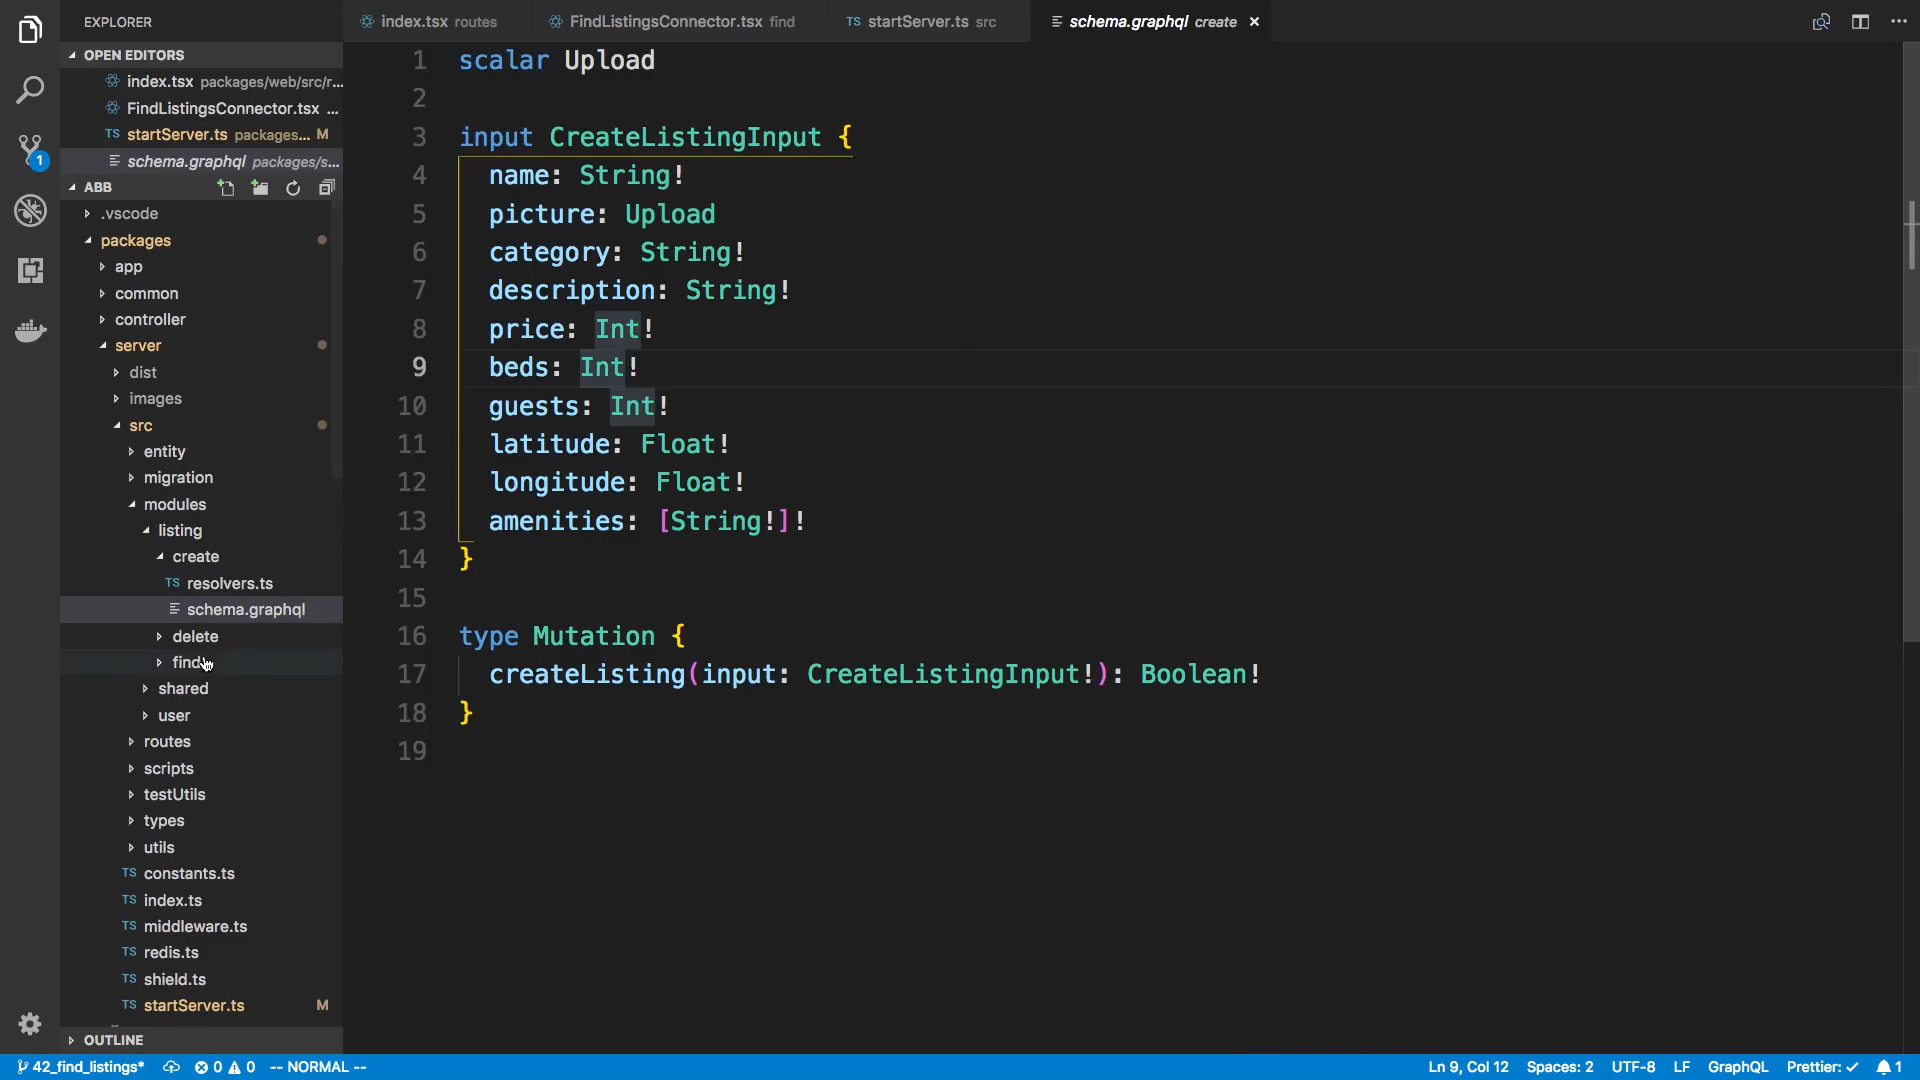 EXPLORER
OPEN EDITORS
index.tsx packages/web/src/r...
FindListingsConnector.tsx ...
TS startServer.ts packages... M
schema.graphql packages/s...
ABB
.vscode
packages
app
common
controller
server
dist
images
src
entity
migration
modules
listing
create
TS resolvers.ts
schema.graphql
delete
find
shared
user
routes
scripts
testUtils
types
utils
TS constants.ts
TS index.ts
TS middleware.ts
TS redis.ts
TS shield.ts
TS startServer.ts M
OUTLINE
1
index.tsx routes
FindListingsConnector.tsx find
TS startServer.ts src
schema.graphql create ×
1 scalar Upload
2
3 input CreateListingInput {
4 name: String!
5 picture: Upload
6 category: String!
7 description: String!
8 price: Int!
9 beds: Int!
10 guests: Int!
11 latitude: Float!
12 longitude: Float!
13 amenities: [String!]!
14 }
15
16 type Mutation {
17 createListing(input: CreateListingInput!): Boolean!
18 }
19
42_find_listings* 0 0 -- NORMAL -- Ln 9, Col 12 Spaces: 2 UTF-8 LF GraphQL Prettier: ✓ 1